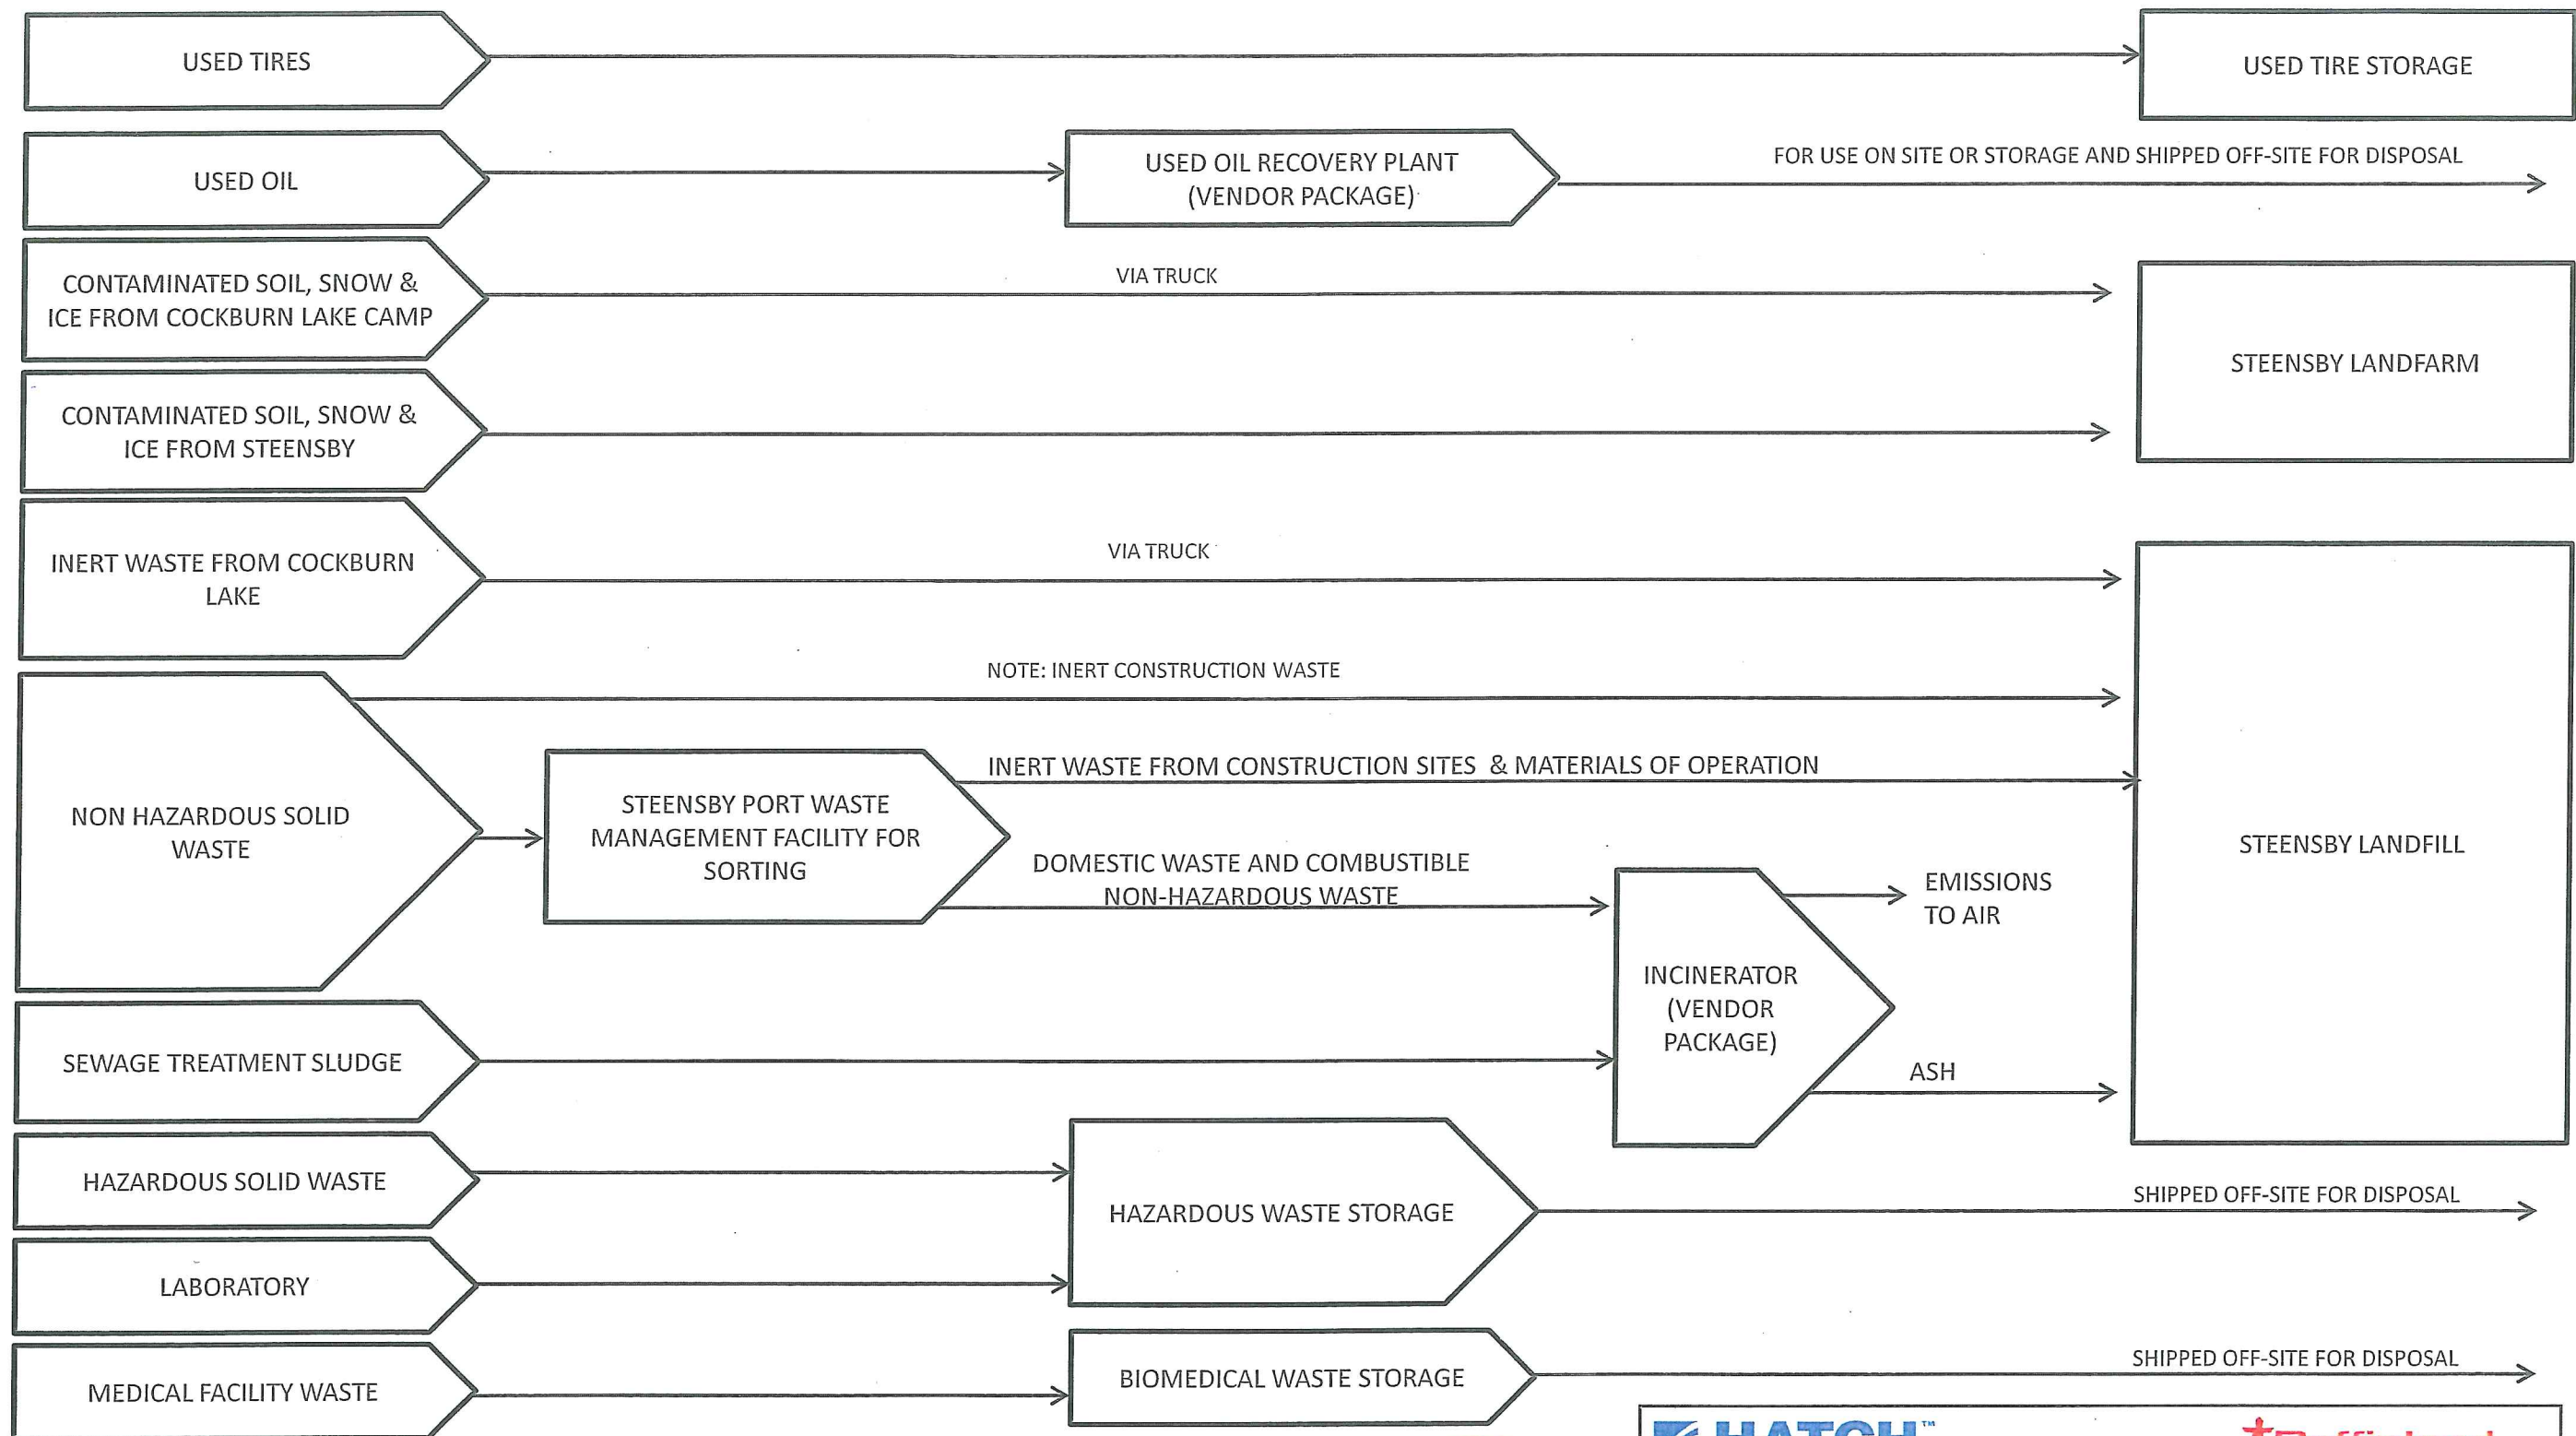 USED TIRES
USED TIRE STORAGE
USED OIL
USED OIL RECOVERY PLANT
(VENDOR PACKAGE)
FOR USE ON SITE OR STORAGE AND SHIPPED OFF-SITE FOR DISPOSAL
CONTAMINATED SOIL, SNOW &
ICE FROM COCKBURN LAKE CAMP
VIA TRUCK
STEENSBY LANDFARM
CONTAMINATED SOIL, SNOW &
ICE FROM STEENSBY
INERT WASTE FROM COCKBURN
LAKE
VIA TRUCK
NOTE: INERT CONSTRUCTION WASTE
NON HAZARDOUS SOLID
WASTE
STEENSBY PORT WASTE
MANAGEMENT FACILITY FOR
SORTING
INERT WASTE FROM CONSTRUCTION SITES & MATERIALS OF OPERATION
DOMESTIC WASTE AND COMBUSTIBLE
NON-HAZARDOUS WASTE
STEENSBY LANDFILL
EMISSIONS
TO AIR
INCINERATOR
(VENDOR
PACKAGE)
SEWAGE TREATMENT SLUDGE
ASH
HAZARDOUS SOLID WASTE
HAZARDOUS WASTE STORAGE
SHIPPED OFF-SITE FOR DISPOSAL
LABORATORY
MEDICAL FACILITY WASTE
BIOMEDICAL WASTE STORAGE
SHIPPED OFF-SITE FOR DISPOSAL
HATCH™